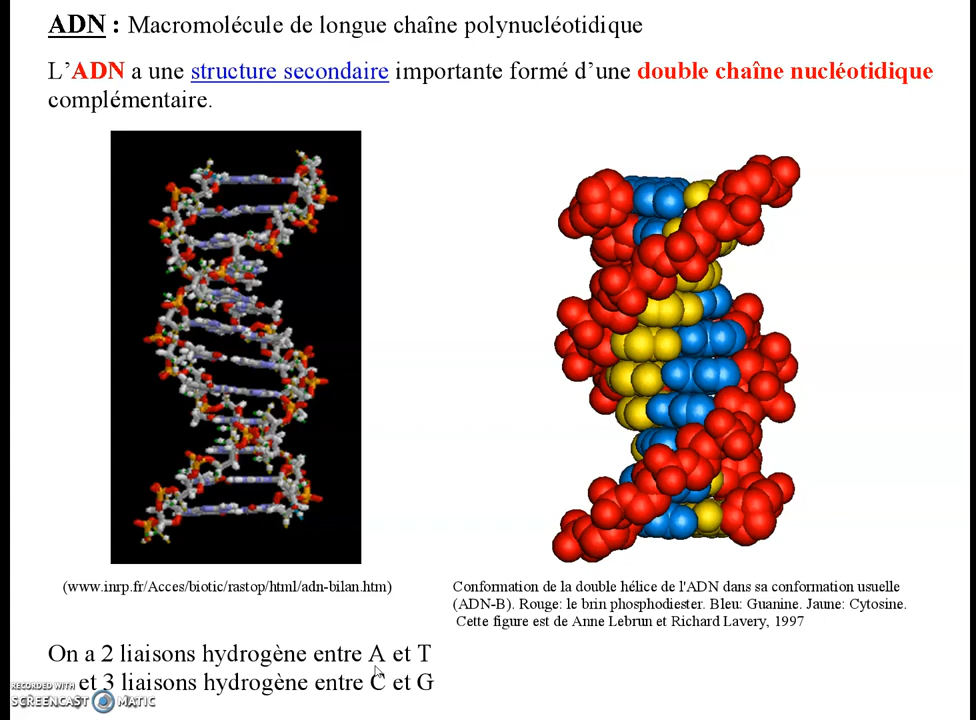 ADN : Macromolécule de longue chaîne polynucléotidique
L’ADN a une structure secondaire importante formé d’une double chaîne nucléotidique
complémentaire.
(www.inrp.fr/Acces/biotic/rastop/html/adn-bilan.htm)
Conformation de la double hélice de l'ADN dans sa conformation usuelle
(ADN-B). Rouge: le brin phosphodiester. Bleu: Guanine. Jaune: Cytosine.
Cette figure est de Anne Lebrun et Richard Lavery, 1997
On a 2 liaisons hydrogène entre A et T
et 3 liaisons hydrogène entre C et G
RECORDED WITH
SCREENCAST MATIC